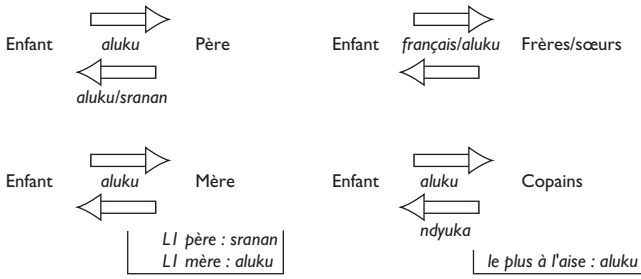 Enfant aluku Père
aluku/sranan
Enfant français/aluku Frères/sœurs
Enfant aluku Mère
L1 père : sranan
L1 mère : aluku
Enfant aluku Copains
ndyuka
le plus à l'aise : aluku